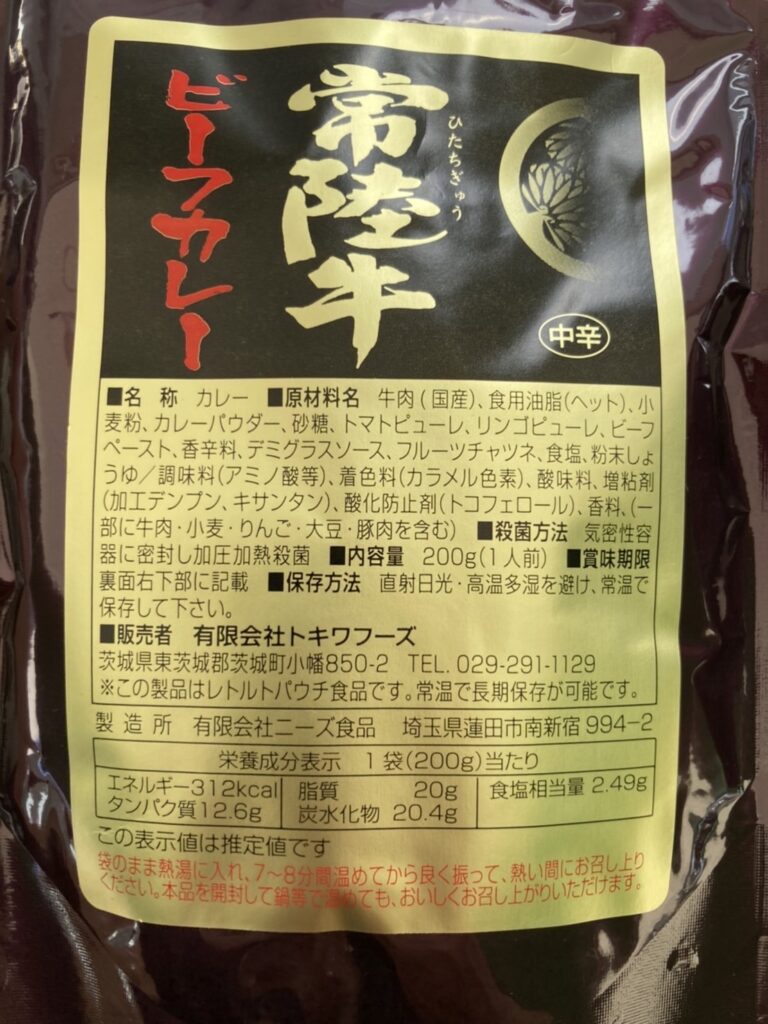 常陸牛
ひたちぎゅう
ビーフカレー
中辛
■名 称 カレー ■原材料名 牛肉(国産)、食用油脂(ヘット)、小
麦粉、カレーパウダー、砂糖、トマトピューレ、リンゴピューレ、ビーフ
ペースト、香辛料、デミグラスソース、フルーツチャツネ、食塩、粉末しょ
うゆ/調味料(アミノ酸等)、着色料(カラメル色素)、酸味料、増粘剤
(加工デンプン、キサンタン)、酸化防止剤(トコフェロール)、香料、(一
部に牛肉・小麦・りんご・大豆・豚肉を含む) ■殺菌方法 気密性容
器に密封し加圧加熱殺菌 ■内容量 200g(1人前) ■賞味期限
裏面右下部に記載 ■保存方法 直射日光・高温多湿を避け、常温で
保存して下さい。
■販売者 有限会社トキワフーズ
茨城県東茨城郡茨城町小幡850-2 TEL. 029-291-1129
※この製品はレトルトパウチ食品です。常温で長期保存が可能です。
製造所 有限会社ニーズ食品 埼玉県蓮田市南新宿994-2
栄養成分表示 1袋(200g)当たり
エネルギー312kcal 脂質 20g 食塩相当量 2.49g
タンパク質12.6g 炭水化物 20.4g
この表示値は推定値です
袋のまま熱湯に入れ、7~8分間温めてから良く振って、熱い間にお召し上り
ください。本品を開封して鍋等で温めても、おいしくお召し上がりいただけます。